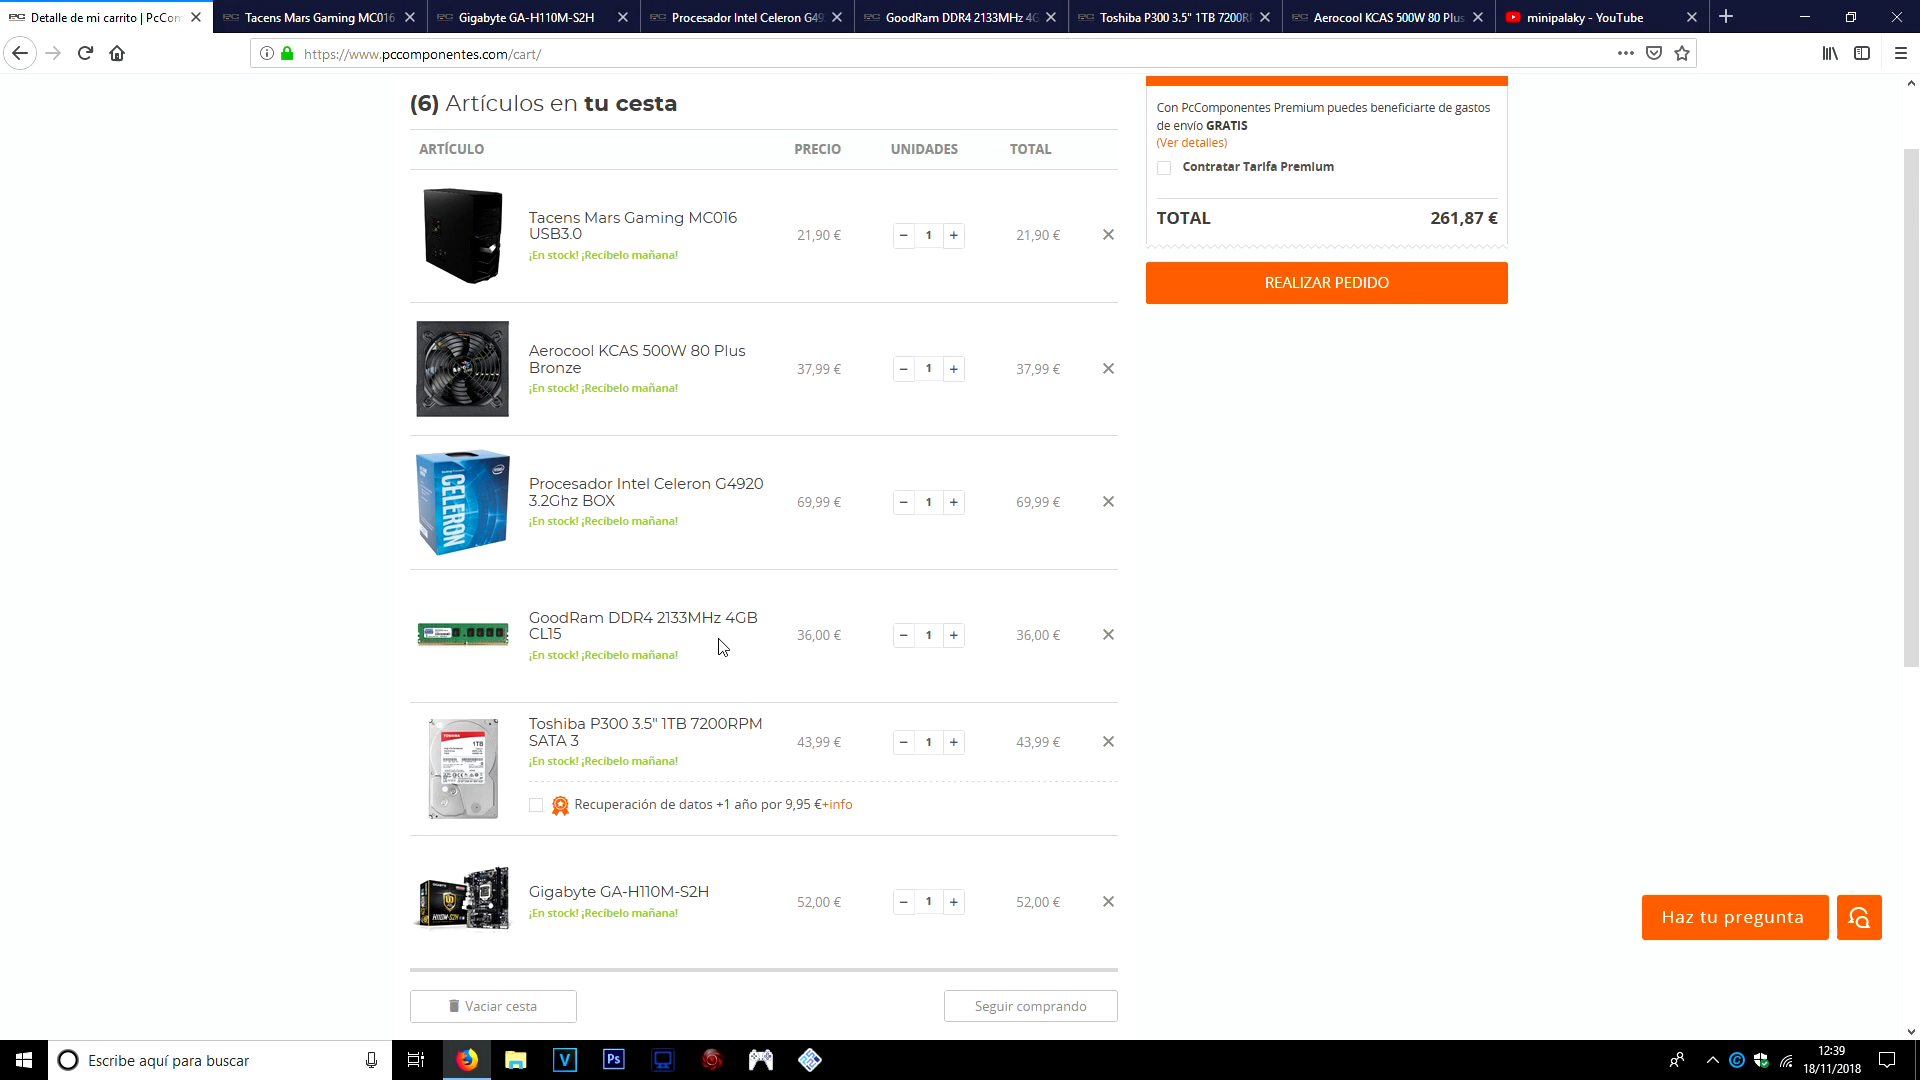 Detalle de mi carrito | PcCom
Tacens Mars Gaming MC016
Gigabyte GA-H110M-S2H
Procesador Intel Celeron G49
GoodRam DDR4 2133MHz 4G
Toshiba P300 3.5" 1TB 7200R
Aerocool KCAS 500W 80 Plus
minipalaky - YouTube
https://www.pccomponentes.com/cart/
(6) Artículos en tu cesta
ARTÍCULO PRECIO UNIDADES TOTAL
Tacens Mars Gaming MC016
USB3.0
¡En stock! ¡Recíbelo mañana!
21,90 € − 1 + 21,90 €
Aerocool KCAS 500W 80 Plus
Bronze
¡En stock! ¡Recíbelo mañana!
37,99 € − 1 + 37,99 €
CELERON
Procesador Intel Celeron G4920
3.2Ghz BOX
¡En stock! ¡Recíbelo mañana!
69,99 € − 1 + 69,99 €
GoodRam DDR4 2133MHz 4GB
CL15
¡En stock! ¡Recíbelo mañana!
36,00 € − 1 + 36,00 €
TOSHIBA
1TB
Toshiba P300 3.5" 1TB 7200RPM
SATA 3
¡En stock! ¡Recíbelo mañana!
43,99 € − 1 + 43,99 €
Recuperación de datos +1 año por 9,95 €+info
H110M-S2H
Gigabyte GA-H110M-S2H
¡En stock! ¡Recíbelo mañana!
52,00 € − 1 + 52,00 €
Vaciar cesta
Seguir comprando
Con PcComponentes Premium puedes beneficiarte de gastos
de envío GRATIS
(Ver detalles)
Contratar Tarifa Premium
TOTAL 261,87 €
REALIZAR PEDIDO
Haz tu pregunta
Escribe aquí para buscar
V
Ps
12:39
18/11/2018